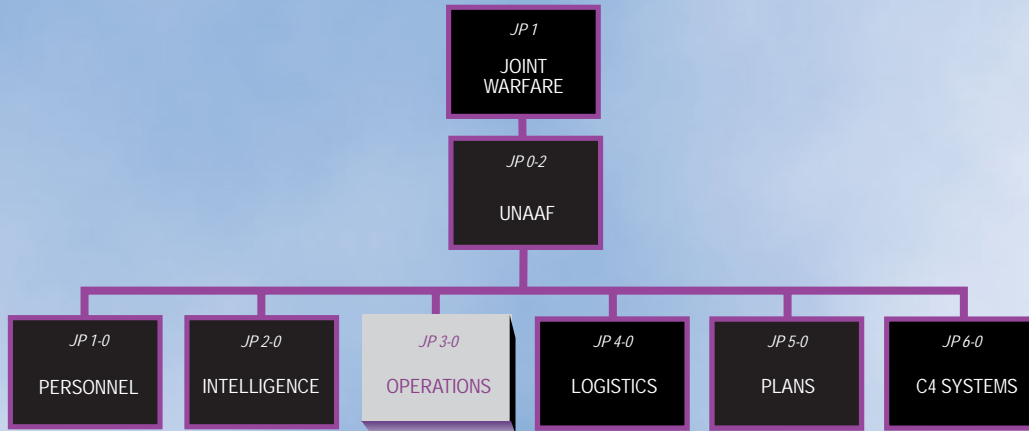 JP 1
JOINT
WARFARE
JP 0-2
UNAAF
JP 1-0
PERSONNEL
JP 2-0
INTELLIGENCE
JP 3-0
OPERATIONS
JP 4-0
LOGISTICS
JP 5-0
PLANS
JP 6-0
C4 SYSTEMS